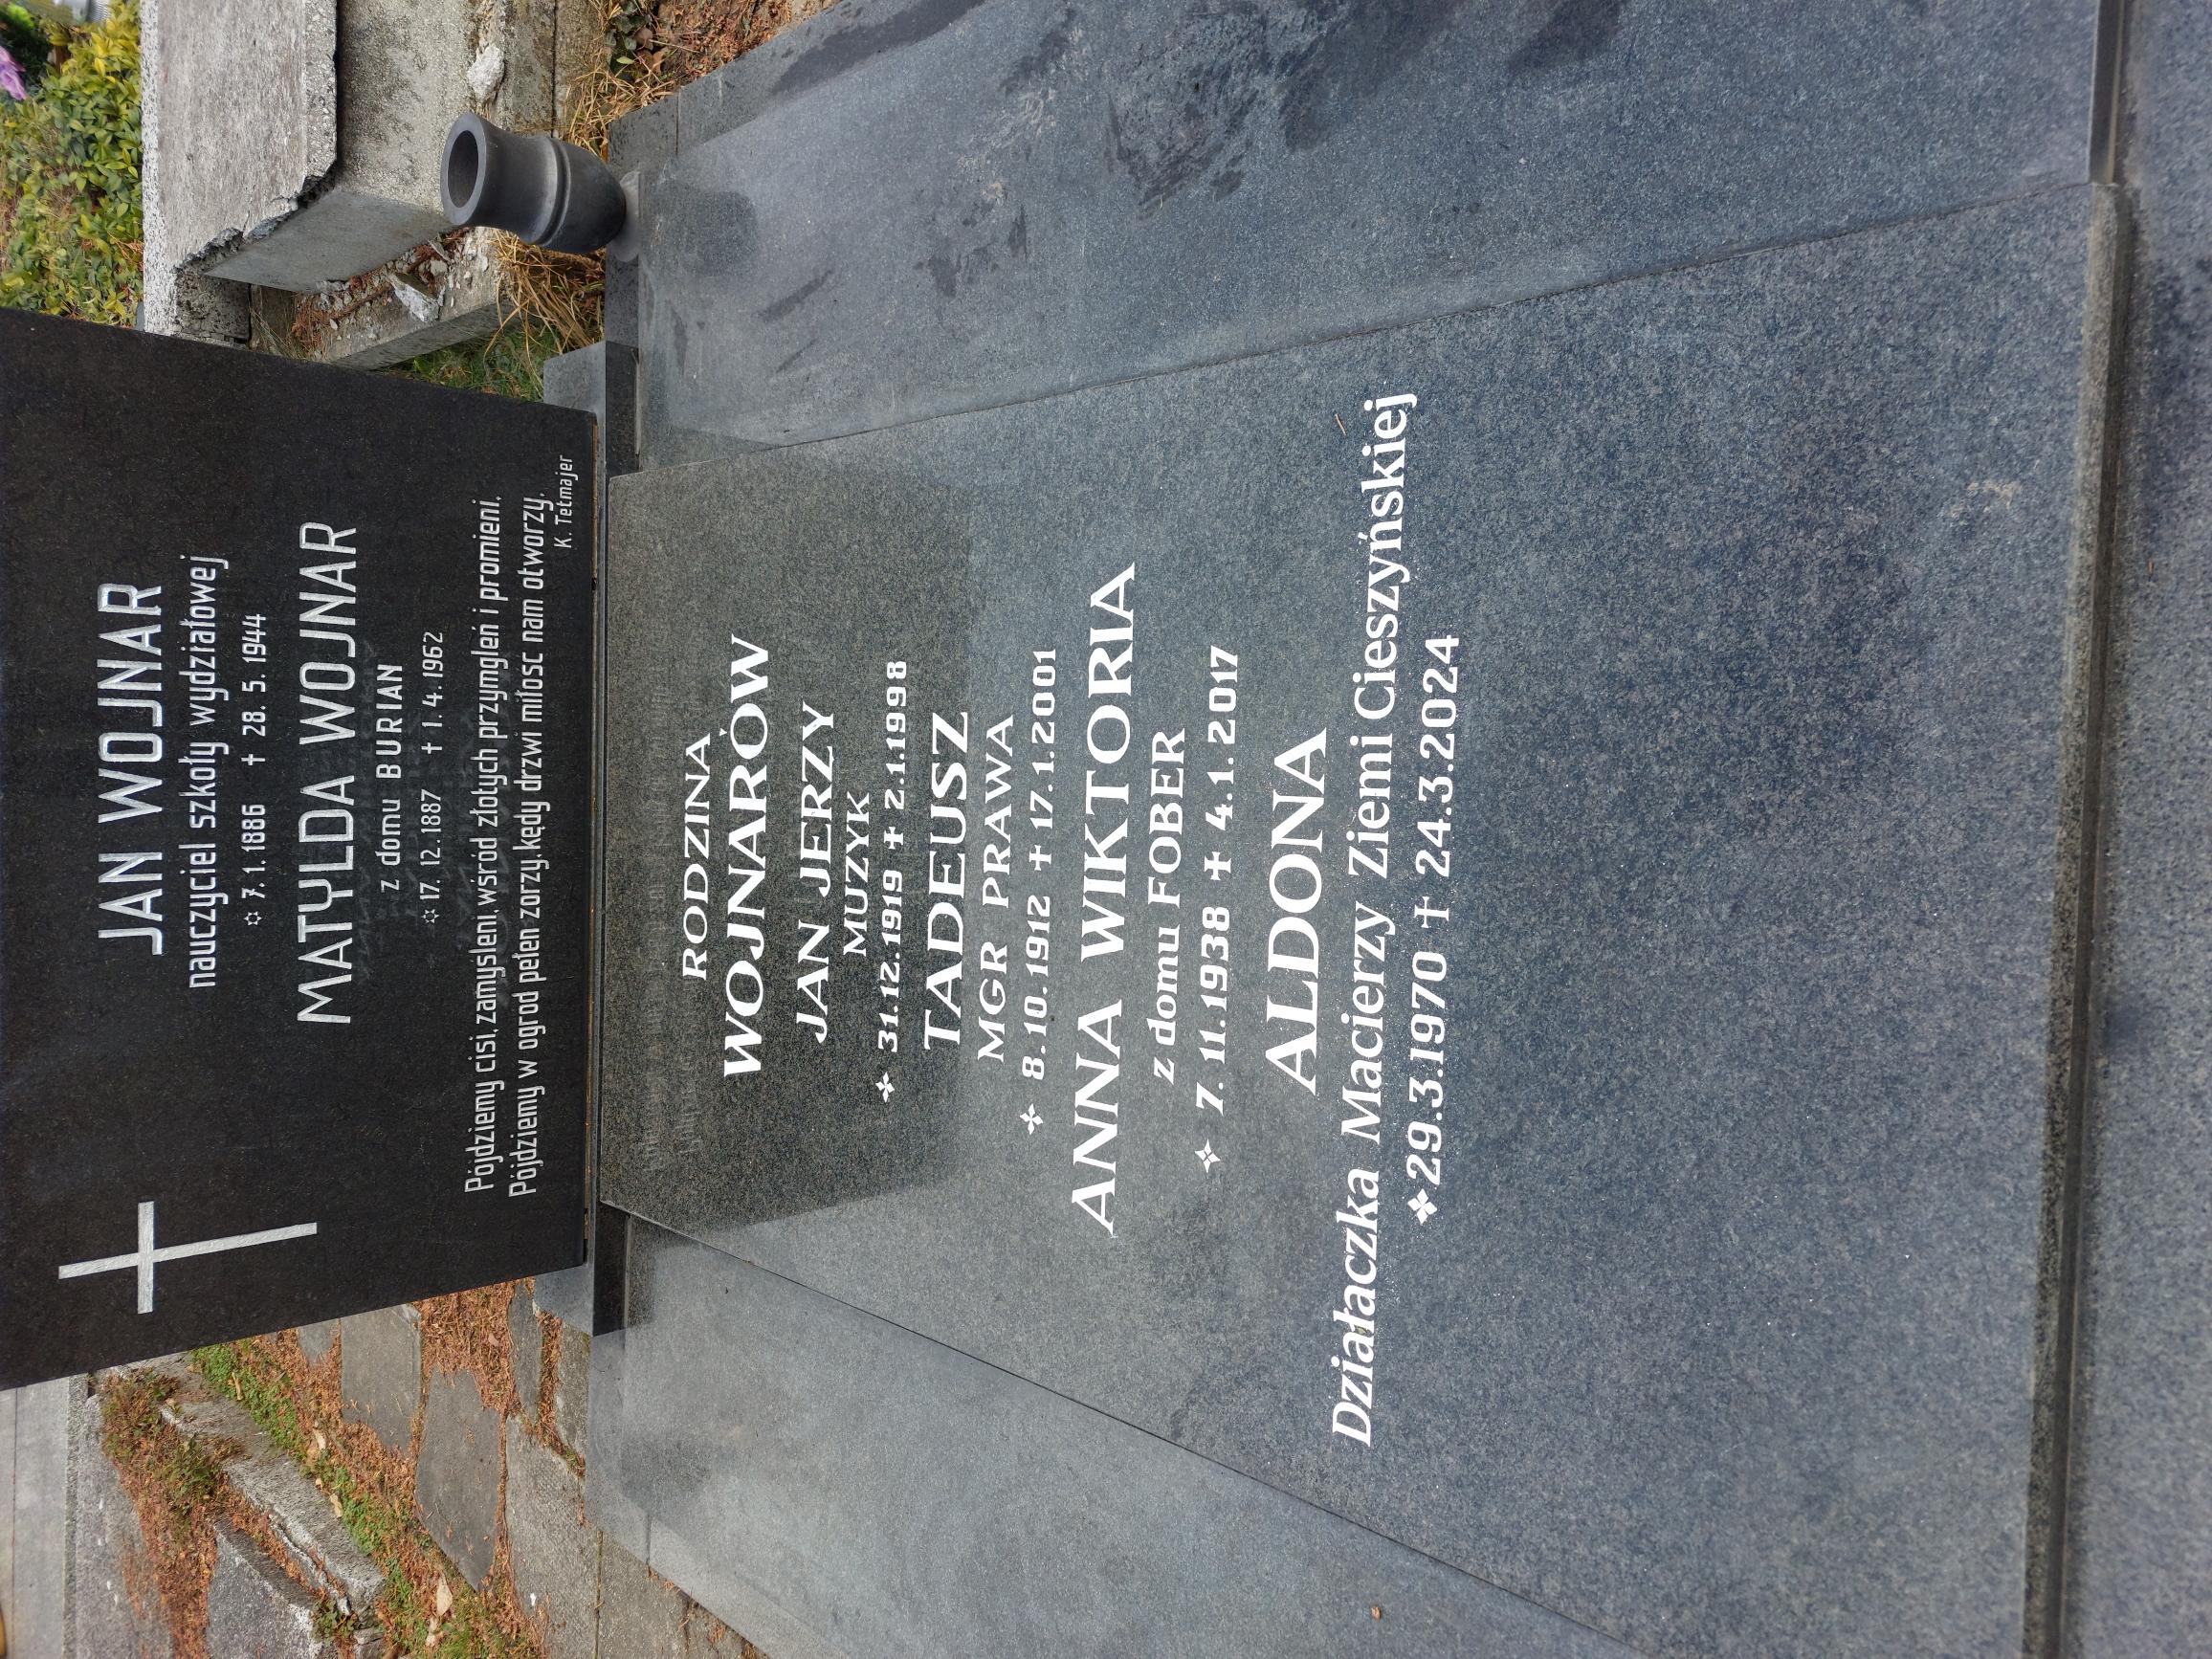 JAN WOJNAR
nauczyciel szkoły wydziałowej
✡ 7. 1. 1886 † 28. 5. 1944
MATYLDA WOJNAR
z domu BURIAN
✡ 17. 12. 1887 † 1. 4. 1962
Pójdziemy cisi, zamyśleni, wśród złotych przymgleń i promieni.
Pójdziemy w ogród pełen zorzy, kędy drzwi miłość nam otworzy.
K. Tetmajer
RODZINA
WOJNARÓW
JAN JERZY
MUZYK
✣ 31.12.1919 ✝ 2.1.1998
TADEUSZ
MGR PRAWA
✣ 8.10.1912 ✝ 17.1.2001
ANNA WIKTORIA
z domu FOBER
✣ 7.11.1938 ✝ 4.1.2017
ALDONA
Działaczka Macierzy Ziemi Cieszyńskiej
❖ 29.3.1970 † 24.3.2024